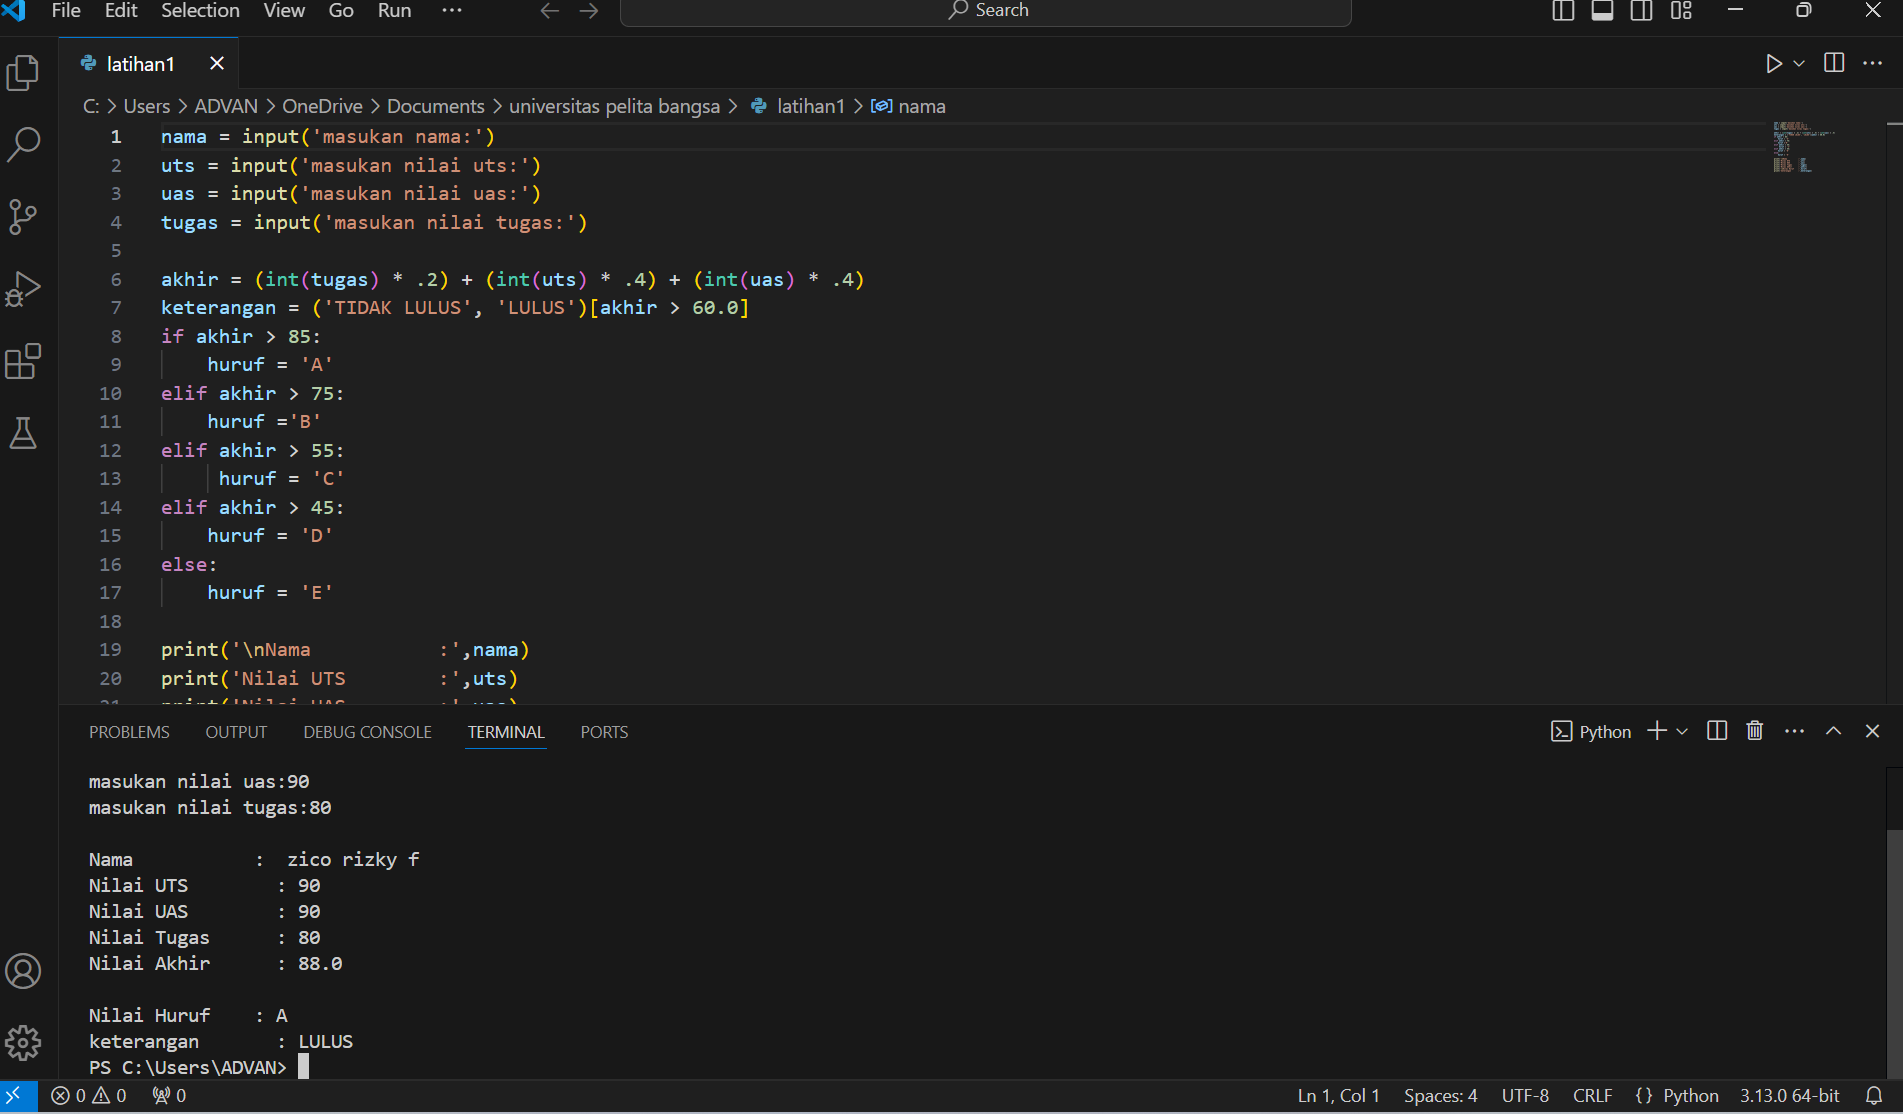 File Edit Selection View Go Run ... Search
latihan1
C: > Users > ADVAN > OneDrive > Documents > universitas pelita bangsa > latihan1 > nama
1 nama = input('masukan nama:')
2 uts = input('masukan nilai uts:')
3 uas = input('masukan nilai uas:')
4 tugas = input('masukan nilai tugas:')
5
6 akhir = (int(tugas) * .2) + (int(uts) * .4) + (int(uas) * .4)
7 keterangan = ('TIDAK LULUS', 'LULUS')[akhir > 60.0]
8 if akhir > 85:
9     huruf = 'A'
10 elif akhir > 75:
11     huruf ='B'
12 elif akhir > 55:
13      huruf = 'C'
14 elif akhir > 45:
15     huruf = 'D'
16 else:
17     huruf = 'E'
18
19 print('\nNama           :',nama)
20 print('Nilai UTS        :',uts)
21 print('Nilai UAS        :',uas)
PROBLEMS OUTPUT DEBUG CONSOLE TERMINAL PORTS Python
masukan nilai uas:90
masukan nilai tugas:80
Nama           :  zico rizky f
Nilai UTS        : 90
Nilai UAS        : 90
Nilai Tugas      : 80
Nilai Akhir      : 88.0
Nilai Huruf    : A
keterangan       : LULUS
PS C:\Users\ADVAN>
0 0 0 Ln 1, Col 1 Spaces: 4 UTF-8 CRLF {} Python 3.13.0 64-bit